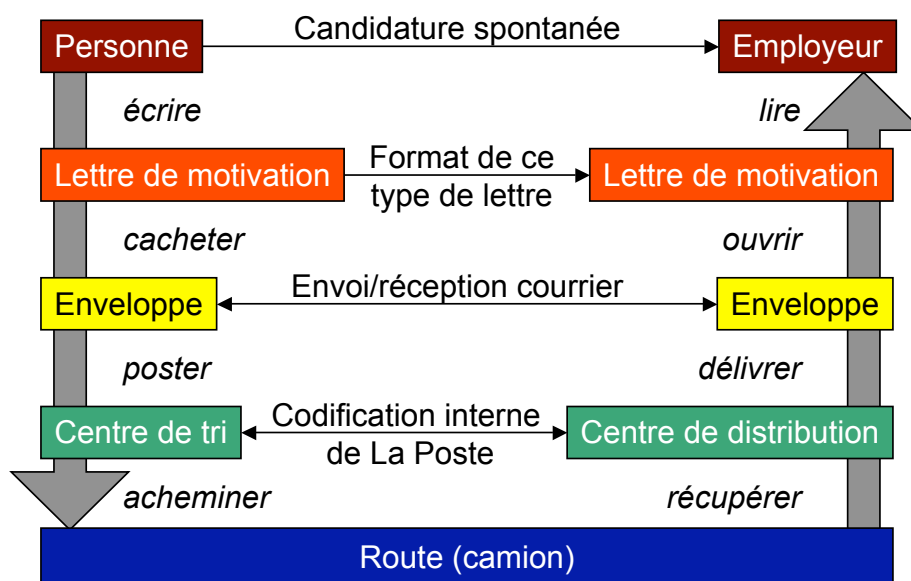 Candidature spontanée
Personne
Employeur
écrire
lire
Lettre de motivation
Format de ce
type de lettre
Lettre de motivation
cacheter
ouvrir
Enveloppe
Envoi/réception courrier
Enveloppe
poster
délivrer
Centre de tri
Codification interne
de La Poste
Centre de distribution
acheminer
récupérer
Route (camion)